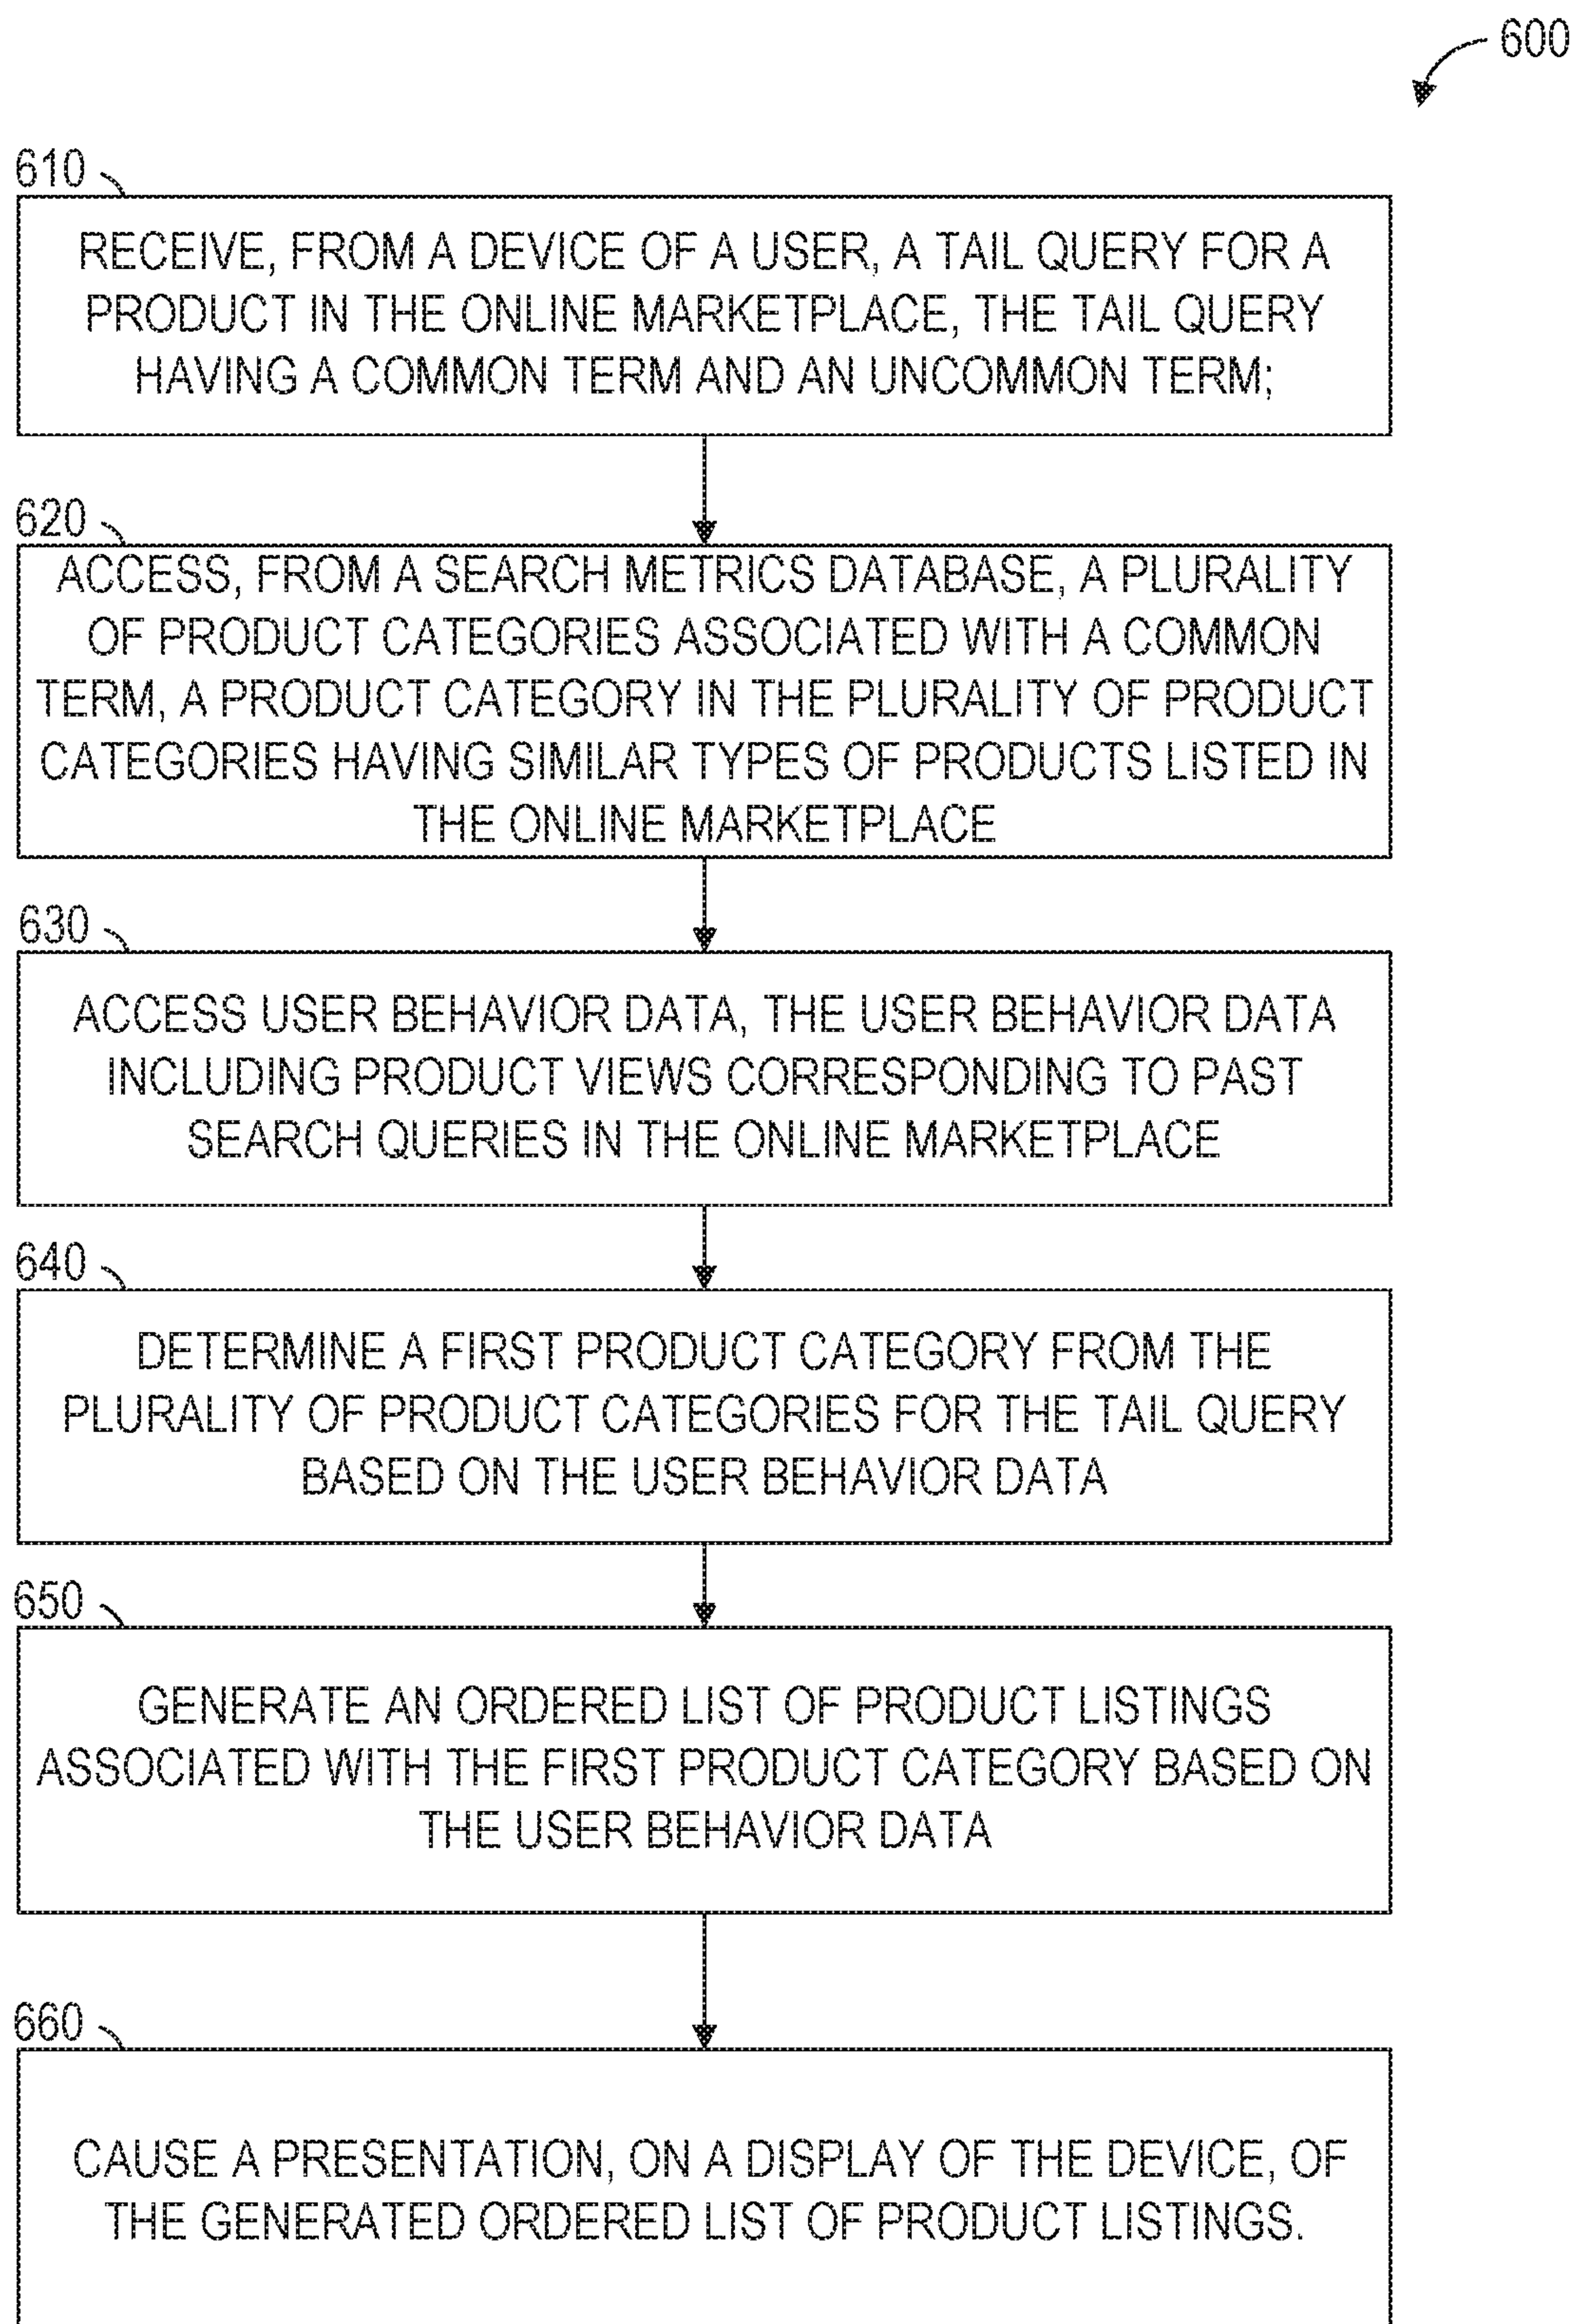 600
610
RECEIVE, FROM A DEVICE OF A USER, A TAIL QUERY FOR A
PRODUCT IN THE ONLINE MARKETPLACE, THE TAIL QUERY
HAVING A COMMON TERM AND AN UNCOMMON TERM;
620
ACCESS, FROM A SEARCH METRICS DATABASE, A PLURALITY
OF PRODUCT CATEGORIES ASSOCIATED WITH A COMMON
TERM, A PRODUCT CATEGORY IN THE PLURALITY OF PRODUCT
CATEGORIES HAVING SIMILAR TYPES OF PRODUCTS LISTED IN
THE ONLINE MARKETPLACE
630
ACCESS USER BEHAVIOR DATA, THE USER BEHAVIOR DATA
INCLUDING PRODUCT VIEWS CORRESPONDING TO PAST
SEARCH QUERIES IN THE ONLINE MARKETPLACE
640
DETERMINE A FIRST PRODUCT CATEGORY FROM THE
PLURALITY OF PRODUCT CATEGORIES FOR THE TAIL QUERY
BASED ON THE USER BEHAVIOR DATA
650
GENERATE AN ORDERED LIST OF PRODUCT LISTINGS
ASSOCIATED WITH THE FIRST PRODUCT CATEGORY BASED ON
THE USER BEHAVIOR DATA
660
CAUSE A PRESENTATION, ON A DISPLAY OF THE DEVICE, OF
THE GENERATED ORDERED LIST OF PRODUCT LISTINGS.